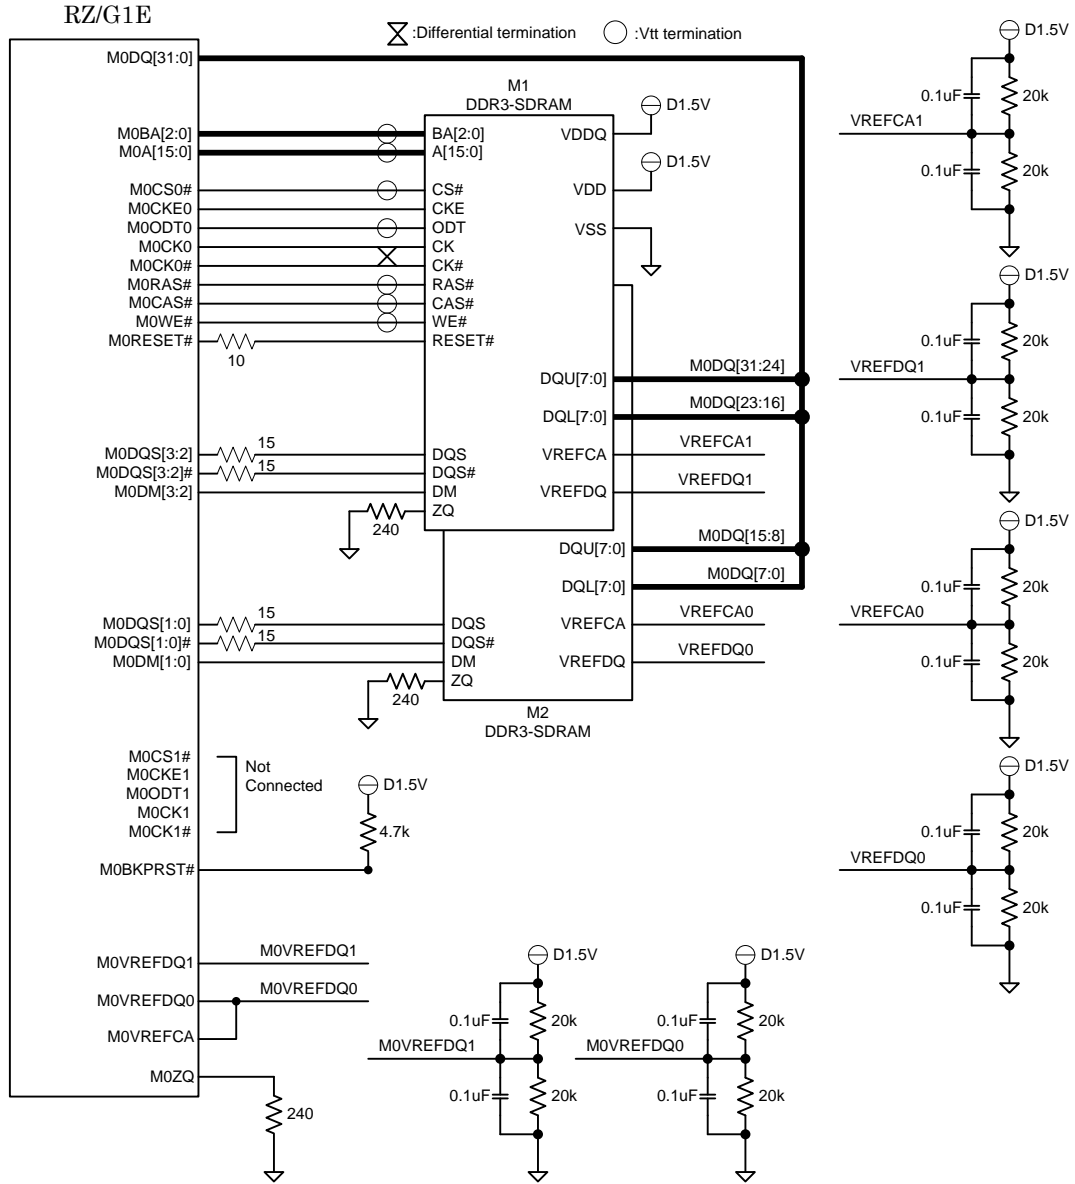 RZ/G1E
:Differential termination
:Vtt termination
D1.5V
M0DQ[31:0]
M1
DDR3-SDRAM
D1.5V
0.1uF
20k
VREFCA1
M0BA[2:0]
BA[2:0]
VDDQ
M0A[15:0]
A[15:0]
D1.5V
0.1uF
20k
M0CS0#
CS#
VDD
M0CKE0
CKE
M0ODT0
ODT
VSS
M0CK0
CK
M0CK0#
CK#
D1.5V
M0RAS#
RAS#
M0CAS#
CAS#
M0WE#
WE#
M0RESET#
10
RESET#
0.1uF
20k
VREFDQ1
DQU[7:0]
M0DQ[31:24]
DQL[7:0]
M0DQ[23:16]
0.1uF
20k
M0DQS[3:2]
15
DQS
VREFCA
VREFCA1
M0DQS[3:2]#
15
DQS#
M0DM[3:2]
DM
VREFDQ
VREFDQ1
ZQ
240
D1.5V
DQU[7:0]
M0DQ[15:8]
DQL[7:0]
M0DQ[7:0]
0.1uF
20k
VREFCA0
M0DQS[1:0]
15
DQS
VREFCA
VREFCA0
M0DQS[1:0]#
15
DQS#
M0DM[1:0]
DM
VREFDQ
VREFDQ0
0.1uF
20k
ZQ
240
M2
DDR3-SDRAM
M0CS1#
M0CKE1
M0ODT1
M0CK1
M0CK1#
Not
Connected
D1.5V
4.7k
D1.5V
0.1uF
20k
VREFDQ0
M0BKPRST#
0.1uF
20k
M0VREFDQ1
M0VREFDQ1
M0VREFDQ0
M0VREFDQ0
M0VREFCA
M0ZQ
240
D1.5V
0.1uF
20k
M0VREFDQ1
0.1uF
20k
D1.5V
0.1uF
20k
M0VREFDQ0
0.1uF
20k